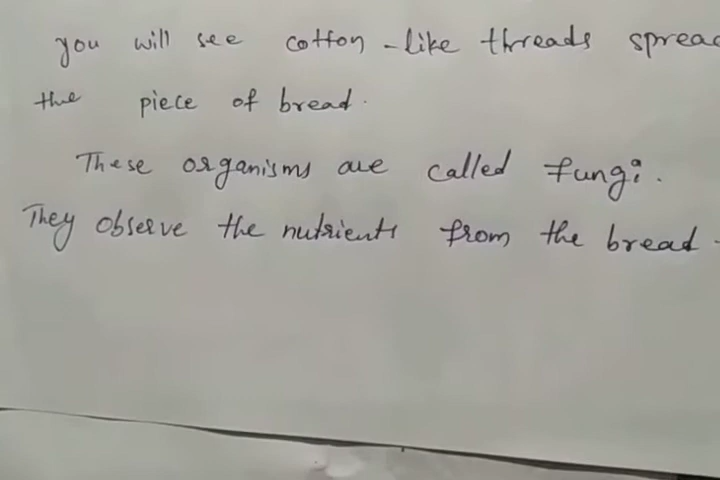 you will see cotton-like threads spread
the piece of bread.
These organisms are called fungi.
They observe the nutrients from the bread.